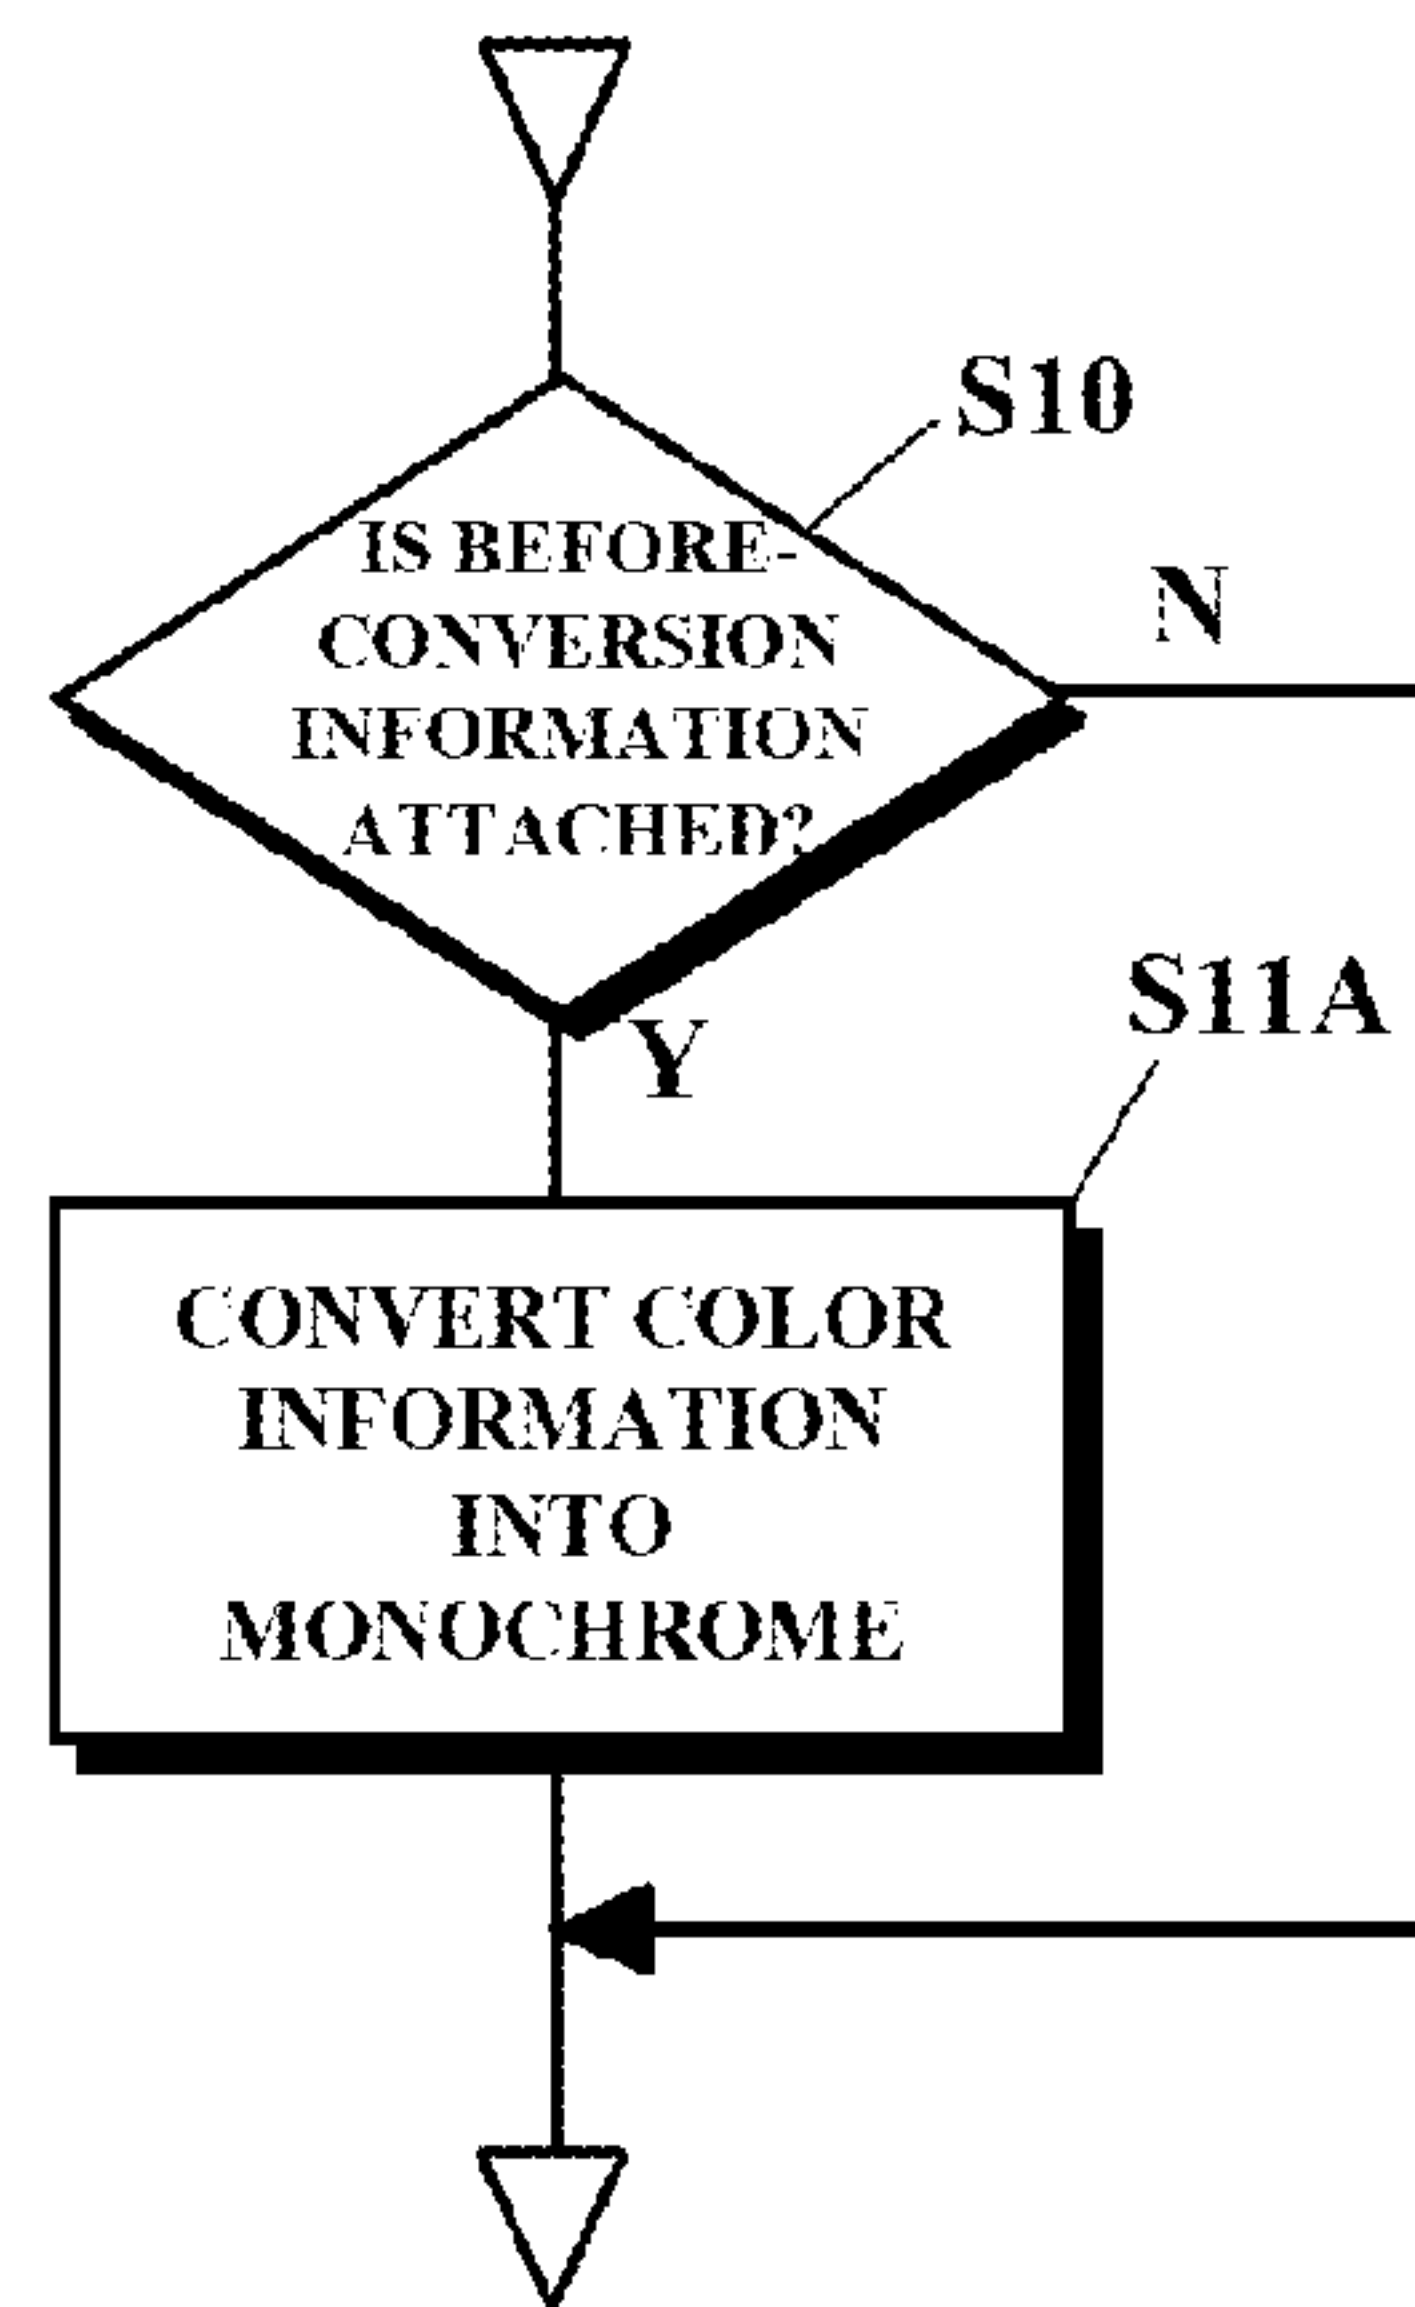 S10
IS BEFORE-
CONVERSION
INFORMATION
ATTACHED?
N
Y
S11A
CONVERT COLOR
INFORMATION
INTO
MONOCHROME